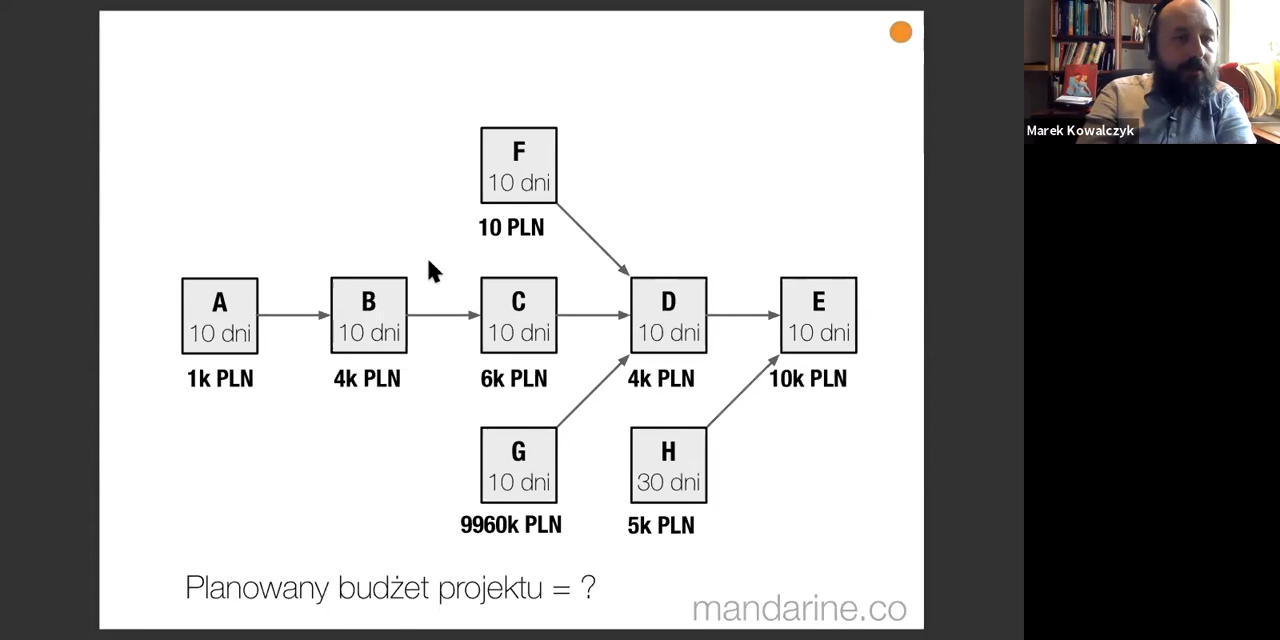 F
10 dni
10 PLN
A
10 dni
1k PLN
B
10 dni
4k PLN
C
10 dni
6k PLN
D
10 dni
4k PLN
E
10 dni
10k PLN
G
10 dni
9960k PLN
H
30 dni
5k PLN
Planowany budżet projektu = ?
mandarine.co
Marek Kowalczyk